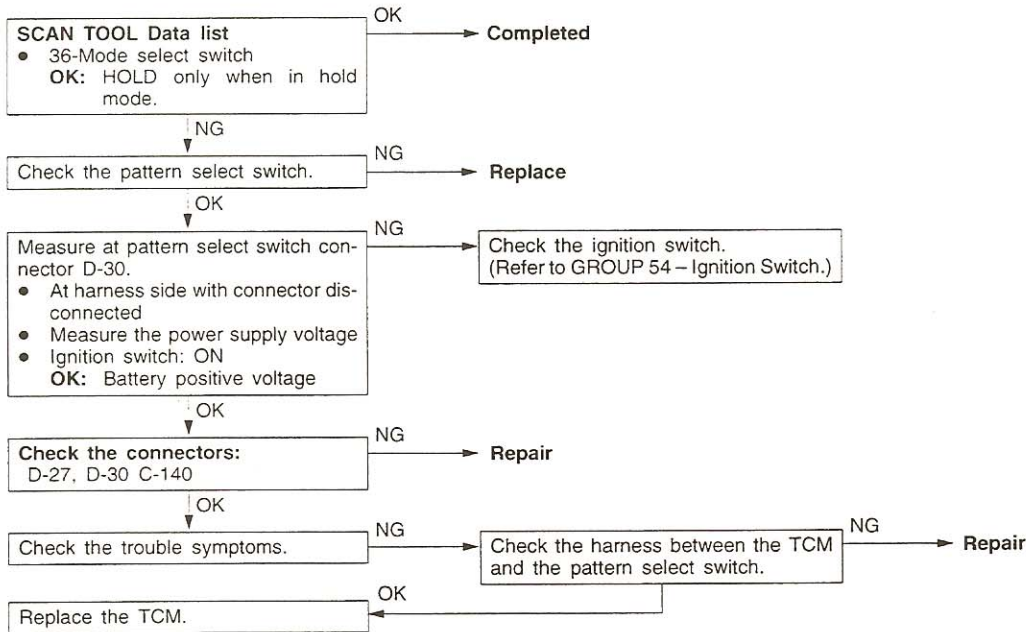 OK
SCAN TOOL Data list
Completed
● 36-Mode select switch
OK: HOLD only when in hold
mode.
NG
NG
Check the pattern select switch.
Replace
OK
Measure at pattern select switch con-
nector D-30.
● At harness side with connector dis-
connected
● Measure the power supply voltage
● Ignition switch: ON
OK: Battery positive voltage
NG
Check the ignition switch.
(Refer to GROUP 54 – Ignition Switch.)
OK
NG
Check the connectors:
D-27, D-30 C-140
Repair
OK
NG
Check the trouble symptoms.
Check the harness between the TCM
and the pattern select switch.
NG
Repair
OK
Replace the TCM.